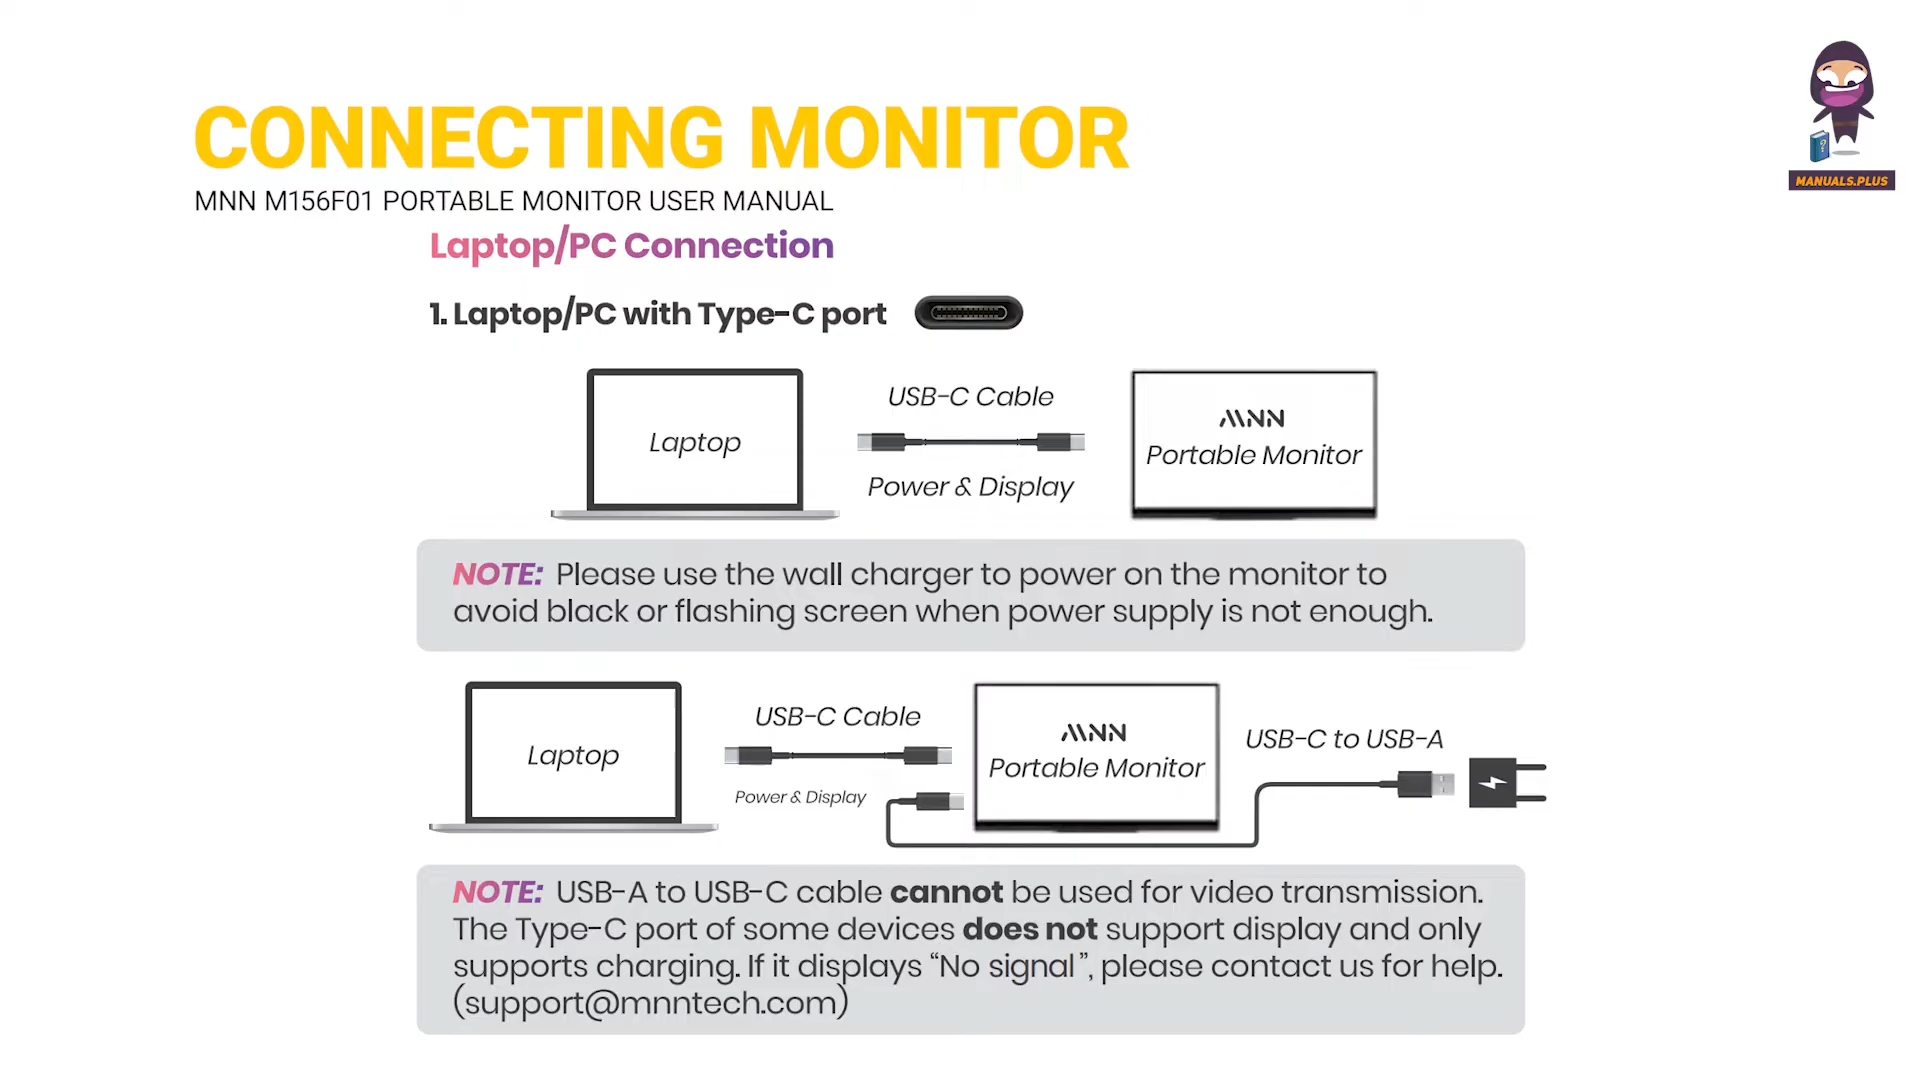 CONNECTING MONITOR
MNN M156F01 PORTABLE MONITOR USER MANUAL
MANUALS.PLUS
Laptop/PC Connection
1. Laptop/PC with Type-C port
Laptop
USB-C Cable
Power & Display
MNN
Portable Monitor
NOTE: Please use the wall charger to power on the monitor to
avoid black or flashing screen when power supply is not enough.
Laptop
USB-C Cable
Power & Display
MNN
Portable Monitor
USB-C to USB-A
NOTE: USB-A to USB-C cable cannot be used for video transmission.
The Type-C port of some devices does not support display and only
supports charging. If it displays “No signal”, please contact us for help.
(support@mnntech.com)